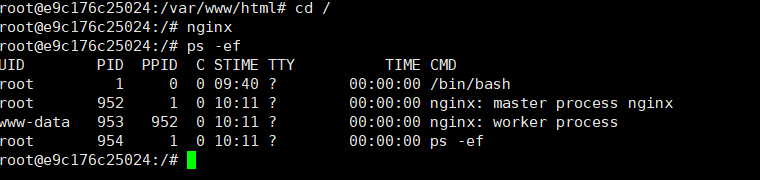 root@e9c176c25024:/var/www/html# cd /
root@e9c176c25024:/# nginx
root@e9c176c25024:/# ps -ef
UID        PID  PPID  C STIME TTY          TIME CMD
root         1     0  0 09:40 ?        00:00:00 /bin/bash
root       952     1  0 10:11 ?        00:00:00 nginx: master process nginx
www-data   953   952  0 10:11 ?        00:00:00 nginx: worker process
root       954     1  0 10:11 ?        00:00:00 ps -ef
root@e9c176c25024:/#